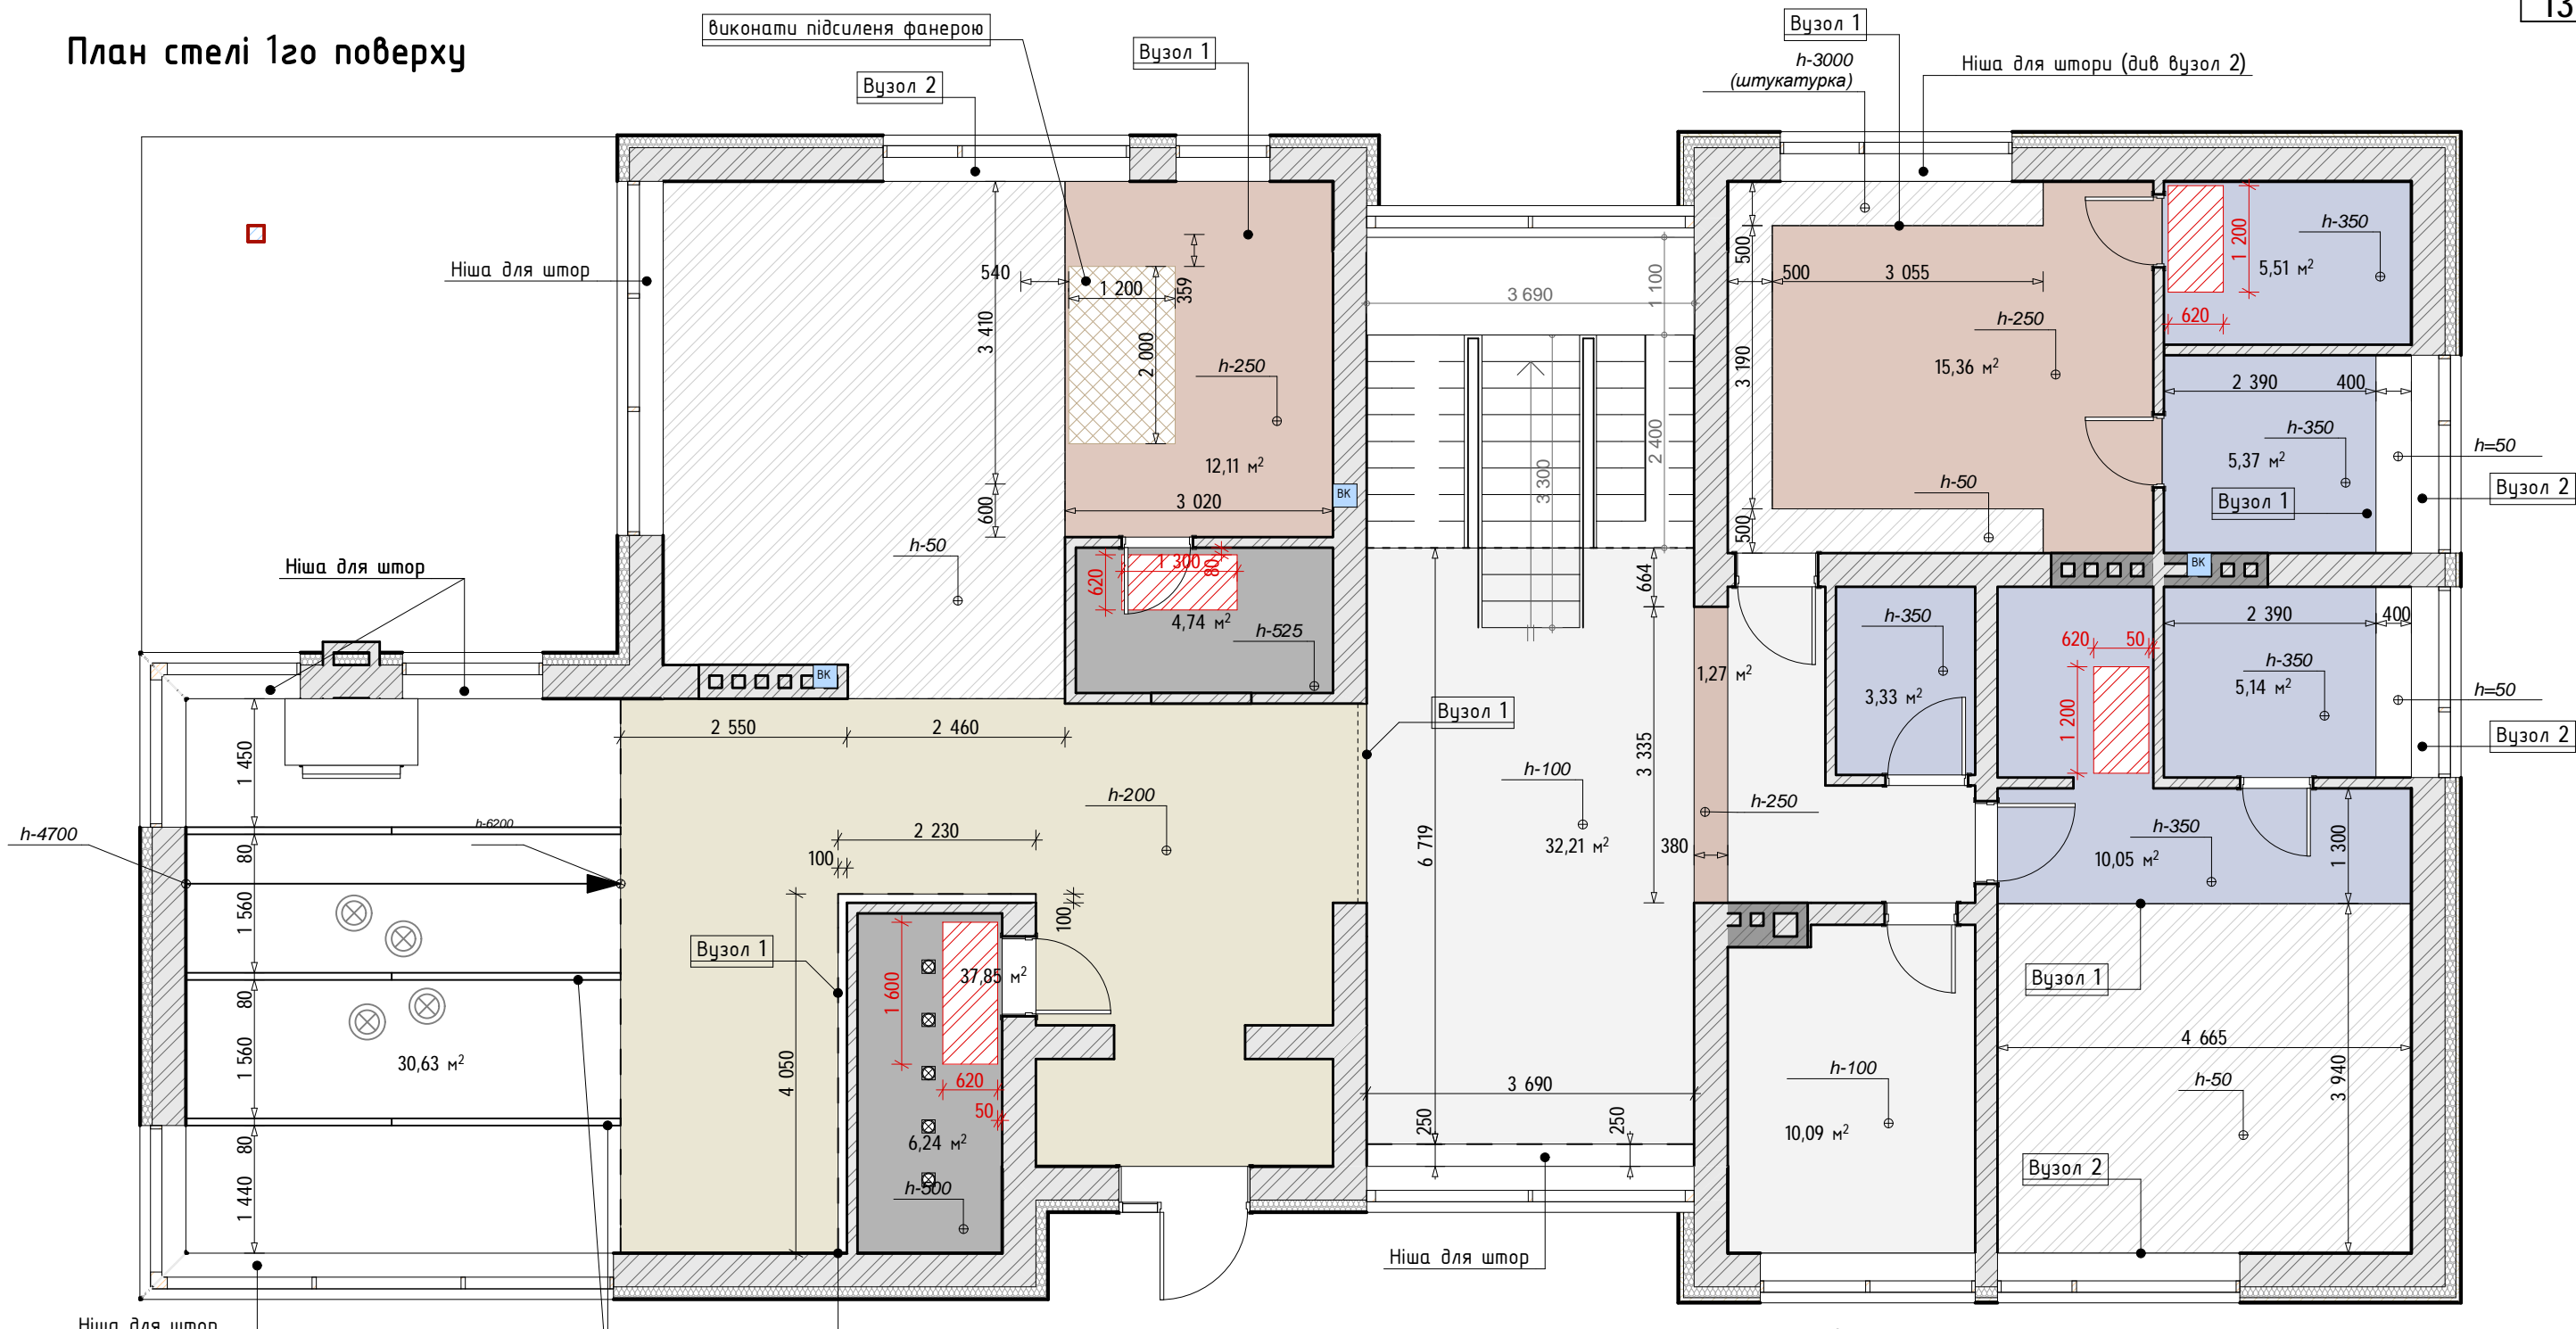 План стелі 1го поверху
13
виконати підсиленя фанерою
Вузол 1
Вузол 2
Вузол 1
h-3000
(штукатурка)
Ніша для штори (див вузол 2)
Ніша для штор
540
1 200
359
3 410
2 000
h-250
12,11 м²
600
3 020
ВК
h-50
3 690
1 100
2 400
3 300
500
500
3 055
h-250
3 190
15,36 м²
h-50
500
1 200
h-350
5,51 м²
620
2 390
400
h-350
5,37 м²
Вузол 1
h=50
Вузол 2
ВК
Ніша для штор
ВК
620
1 300
80
4,74 м²
h-525
664
1,27 м²
h-350
3,33 м²
620
50
1 200
2 390
400
h-350
5,14 м²
h=50
Вузол 2
2 550
2 460
Вузол 1
1 450
h-4700
h-6200
80
1 560
80
1 560
80
1 440
30,63 м²
h-200
2 230
100
100
Вузол 1
4 050
1 600
37,85 м²
620
50
6,24 м²
h-500
h-100
32,21 м²
6 719
3 335
380
h-250
3 690
250
250
Ніша для штор
h-350
10,05 м²
1 300
Вузол 1
4 665
3 940
h-50
Вузол 2
h-100
10,09 м²
Ніша для штор